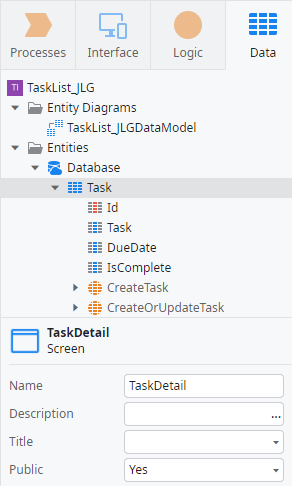 Processes Interface Logic Data
TI TaskList_JLG
Entity Diagrams
TaskList_JLGDataModel
Entities
Database
Task
Id
Task
DueDate
IsComplete
CreateTask
CreateOrUpdateTask
TaskDetail
Screen
Name TaskDetail
Description ...
Title
Public Yes